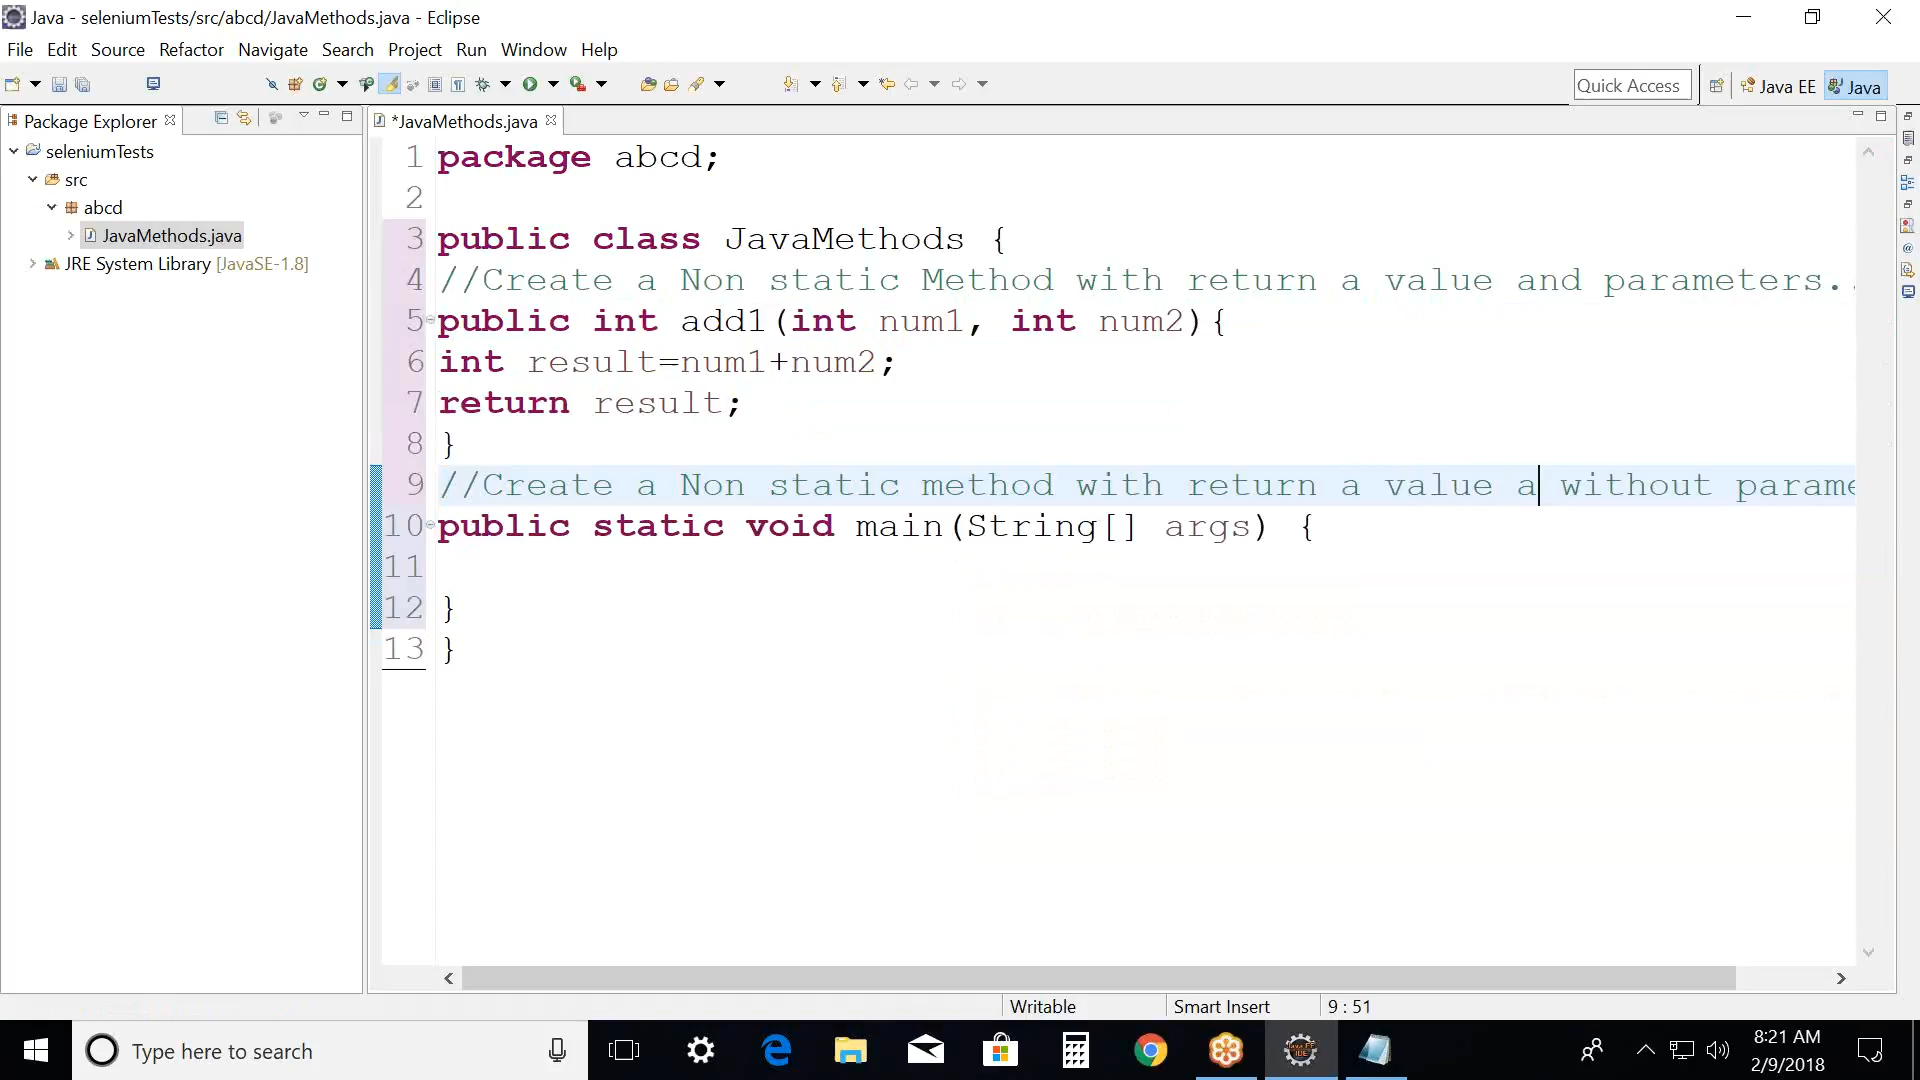 Java - seleniumTests/src/abcd/JavaMethods.java - Eclipse
File Edit Source Refactor Navigate Search Project Run Window Help
Quick Access Java EE Java
Package Explorer
*JavaMethods.java
seleniumTests
src
abcd
JavaMethods.java
JRE System Library [JavaSE-1.8]
1 package abcd;
2
3 public class JavaMethods {
4 //Create a Non static Method with return a value and parameters..
5 public int add1(int num1, int num2){
6 int result=num1+num2;
7 return result;
8 }
9 //Create a Non static method with return a value a without parame
10 public static void main(String[] args) {
11
12 }
13 }
Writable Smart Insert 9 : 51
Type here to search
8:21 AM
2/9/2018